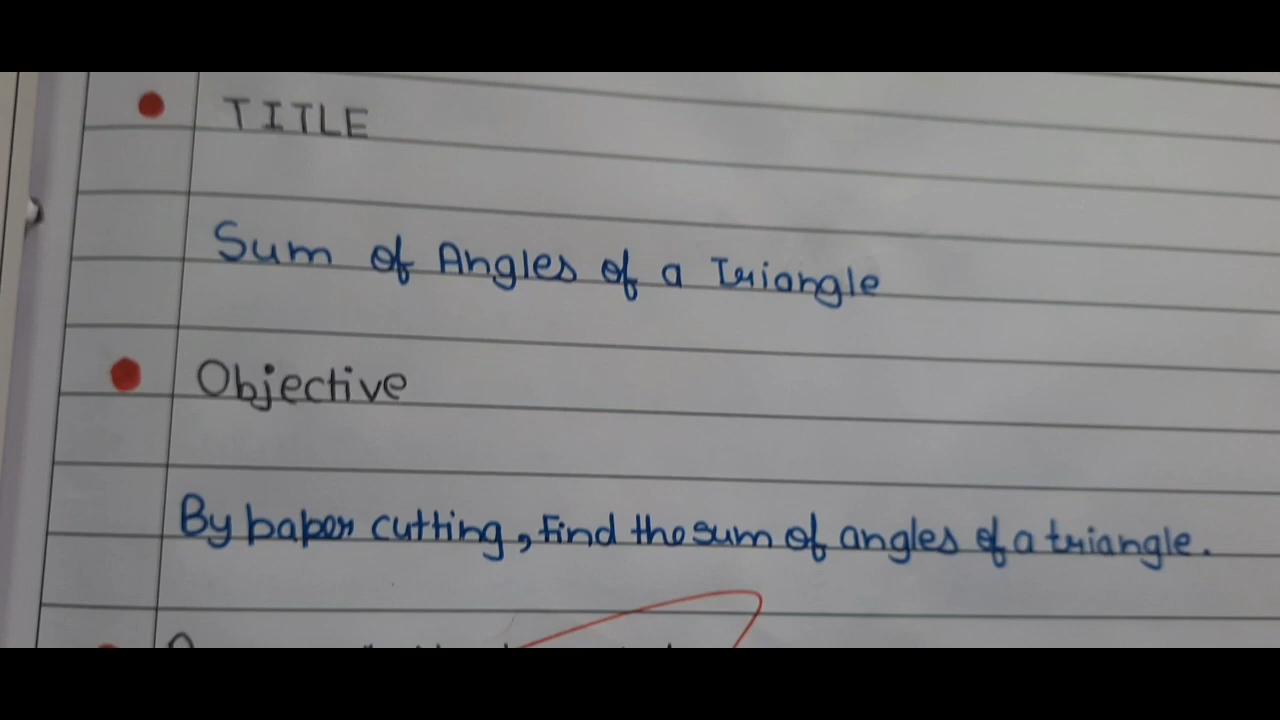 TITLE
Sum of Angles of a Triangle
Objective
By baper cutting, find the sum of angles of a triangle.